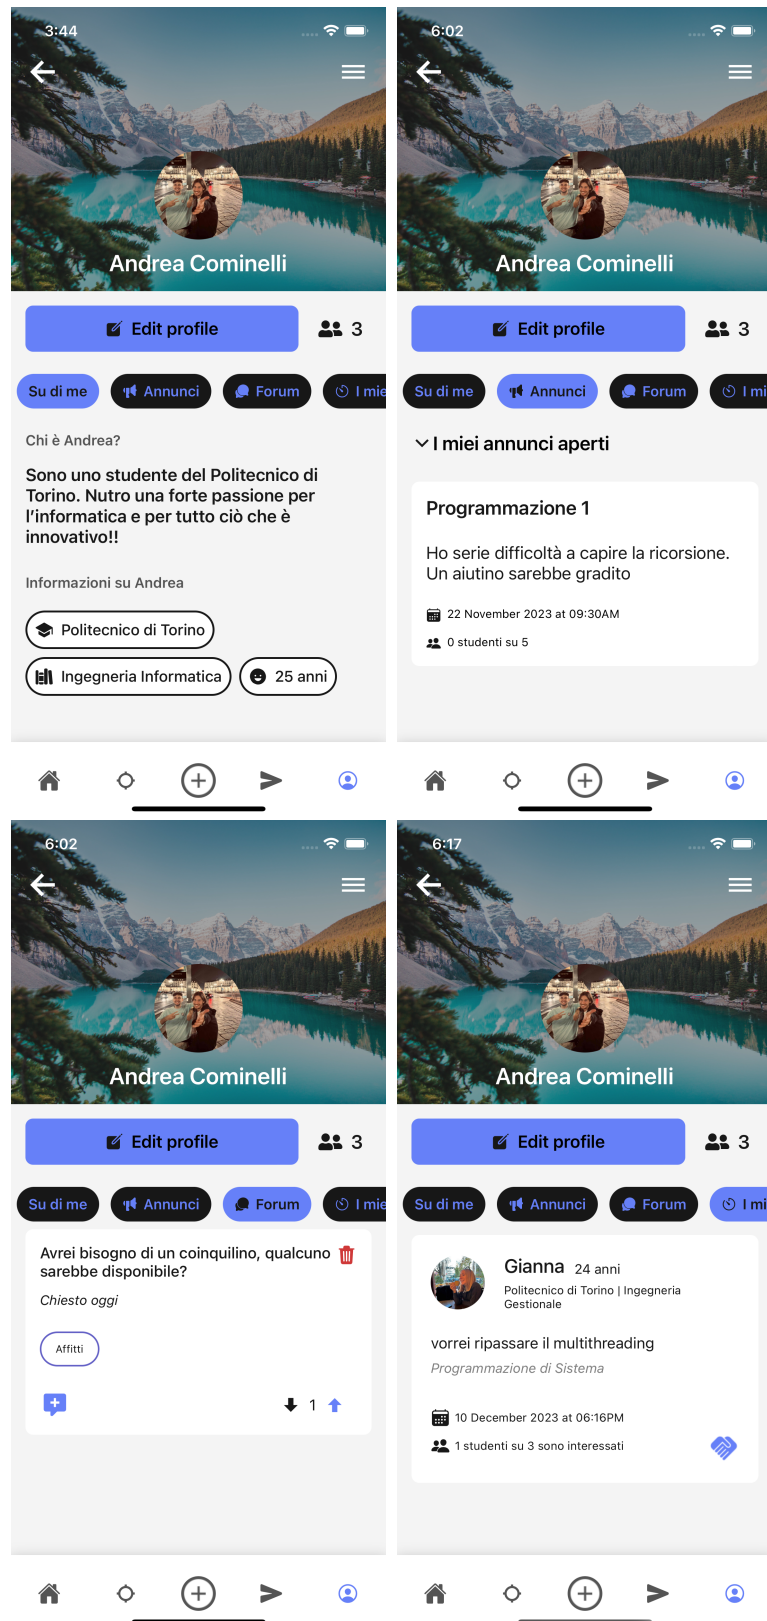 3:44
Andrea Cominelli
Edit profile
3
Su di me
Annunci
Forum
I mie
Chi è Andrea?
Sono uno studente del Politecnico di
Torino. Nutro una forte passione per
l'informatica e per tutto ciò che è
innovativo!!
Informazioni su Andrea
Politecnico di Torino
Ingegneria Informatica
25 anni
6:02
Andrea Cominelli
Edit profile
3
Su di me
Annunci
Forum
I mi
I miei annunci aperti
Programmazione 1
Ho serie difficoltà a capire la ricorsione.
Un aiutino sarebbe gradito
22 November 2023 at 09:30AM
0 studenti su 5
6:02
Andrea Cominelli
Edit profile
3
Su di me
Annunci
Forum
I mie
Avrei bisogno di un coinquilino, qualcuno
sarebbe disponibile?
Chiesto oggi
Affitti
1
6:17
Andrea Cominelli
Edit profile
3
Su di me
Annunci
Forum
I mi
Gianna 24 anni
Politecnico di Torino | Ingegneria
Gestionale
vorrei ripassare il multithreading
Programmazione di Sistema
10 December 2023 at 06:16PM
1 studenti su 3 sono interessati